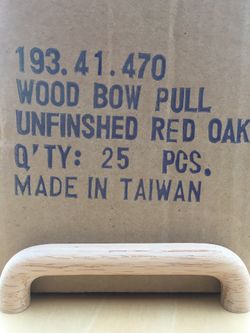 193.41.470
WOOD BOW PULL
UNFINSHED RED OAK
Q'TY: 25 PCS.
MADE IN TAIWAN